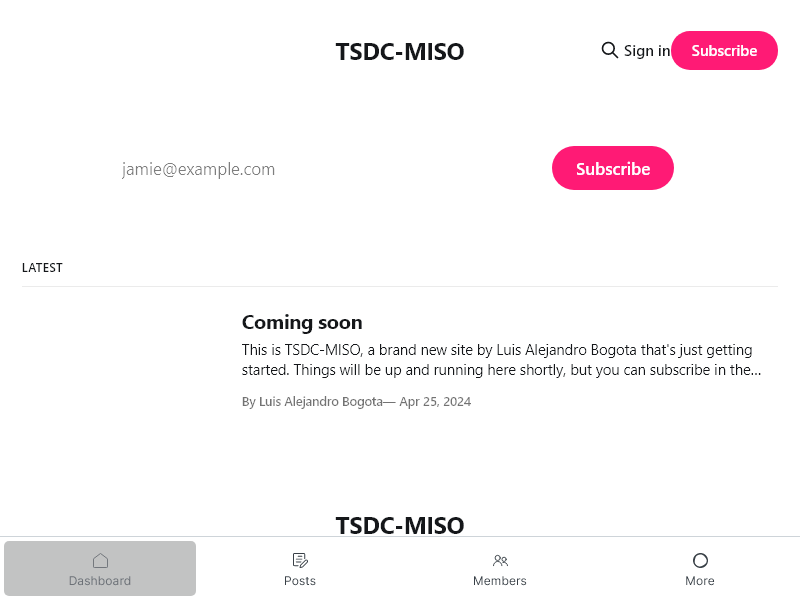 TSDC-MISO
Sign in
Subscribe
jamie@example.com
Subscribe
LATEST
Coming soon
This is TSDC-MISO, a brand new site by Luis Alejandro Bogota that's just getting
started. Things will be up and running here shortly, but you can subscribe in the…
By Luis Alejandro Bogota— Apr 25, 2024
TSDC-MISO
Dashboard
Posts
Members
More